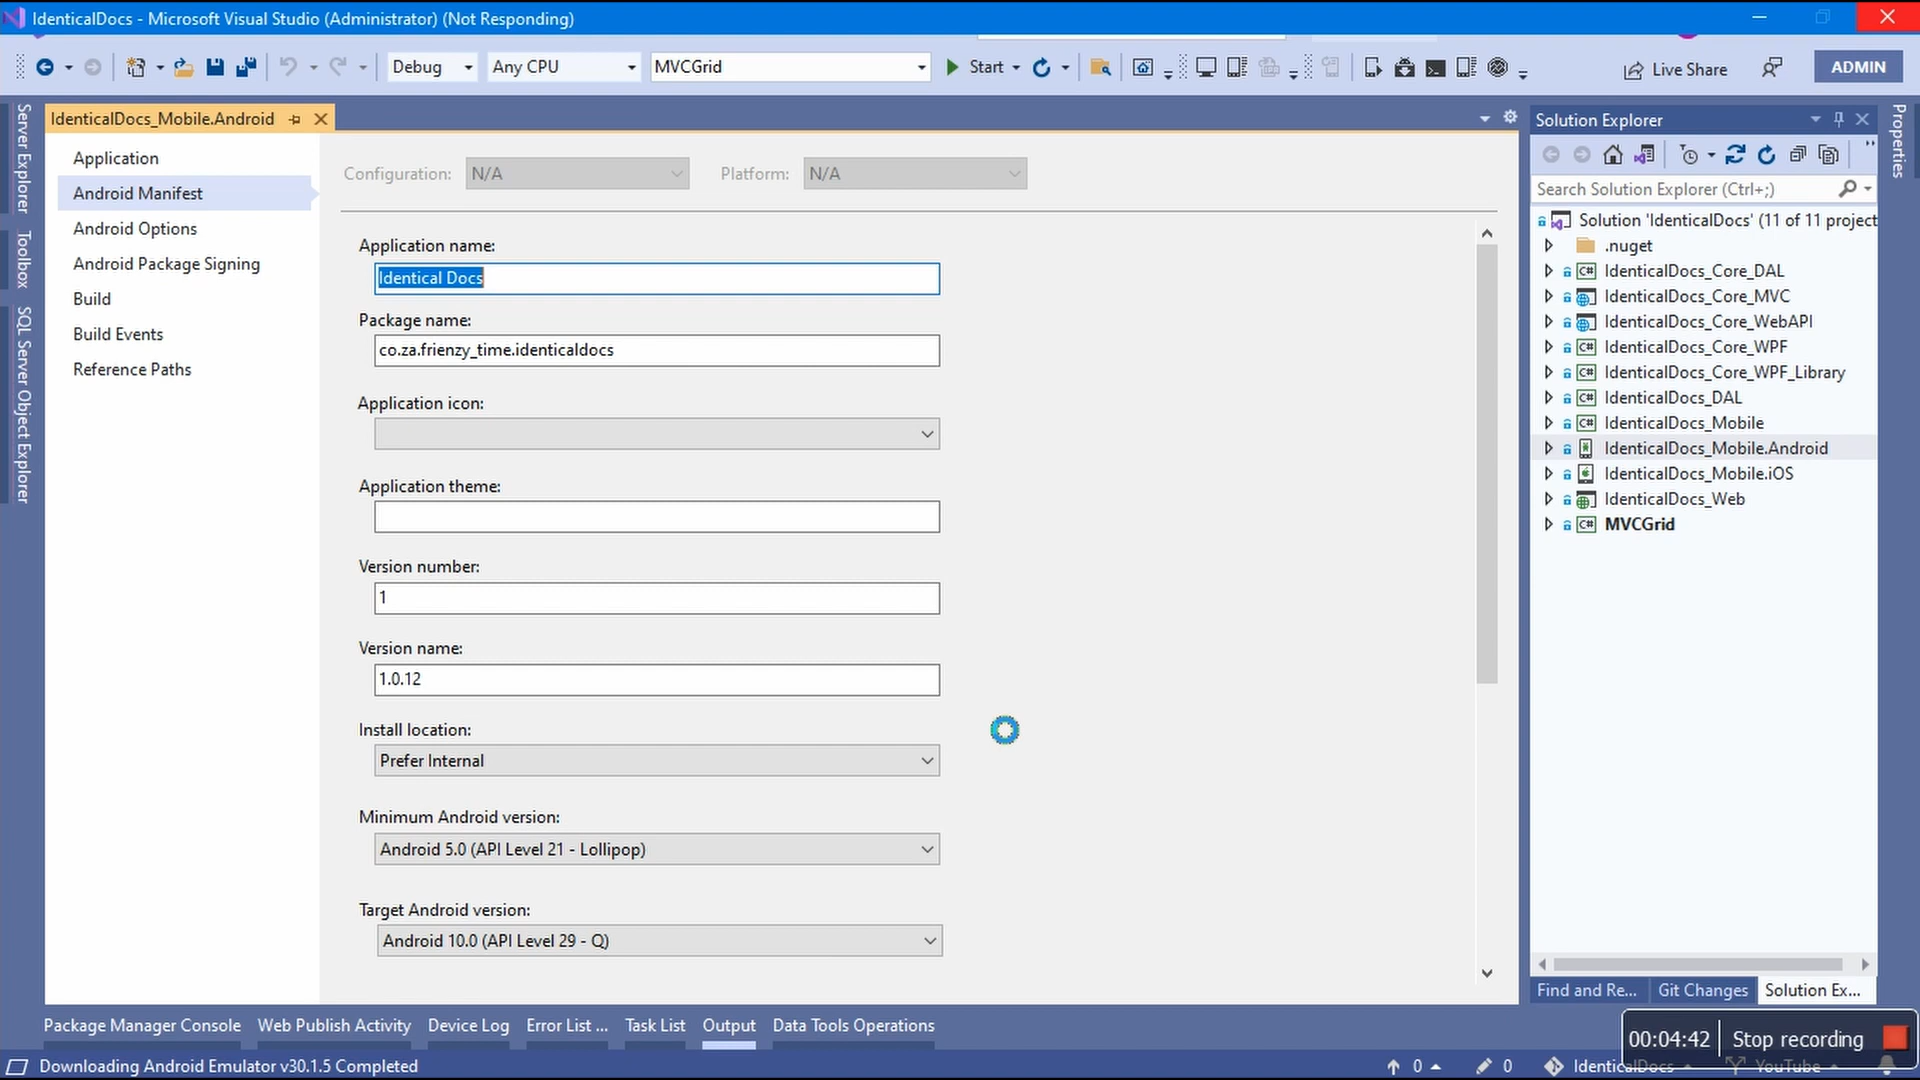 IdenticalDocs - Microsoft Visual Studio (Administrator) (Not Responding)
Debug
Any CPU
MVCGrid
Start
Live Share
ADMIN
Server Explorer
Toolbox
SQL Server Object Explorer
IdenticalDocs_Mobile.Android
Application
Android Manifest
Android Options
Android Package Signing
Build
Build Events
Reference Paths
Configuration: N/A
Platform: N/A
Application name:
Identical Docs
Package name:
co.za.frienzy_time.identicaldocs
Application icon:
Application theme:
Version number:
1
Version name:
1.0.12
Install location:
Prefer Internal
Minimum Android version:
Android 5.0 (API Level 21 - Lollipop)
Target Android version:
Android 10.0 (API Level 29 - Q)
Solution Explorer
Search Solution Explorer (Ctrl+;)
Solution 'IdenticalDocs' (11 of 11 project
.nuget
IdenticalDocs_Core_DAL
IdenticalDocs_Core_MVC
IdenticalDocs_Core_WebAPI
IdenticalDocs_Core_WPF
IdenticalDocs_Core_WPF_Library
IdenticalDocs_DAL
IdenticalDocs_Mobile
IdenticalDocs_Mobile.Android
IdenticalDocs_Mobile.iOS
IdenticalDocs_Web
MVCGrid
Find and Re...
Git Changes
Solution Ex...
Properties
Package Manager Console
Web Publish Activity
Device Log
Error List ...
Task List
Output
Data Tools Operations
00:04:42
Stop recording
Downloading Android Emulator v30.1.5 Completed
0
0
IdenticalDocs
YouTube